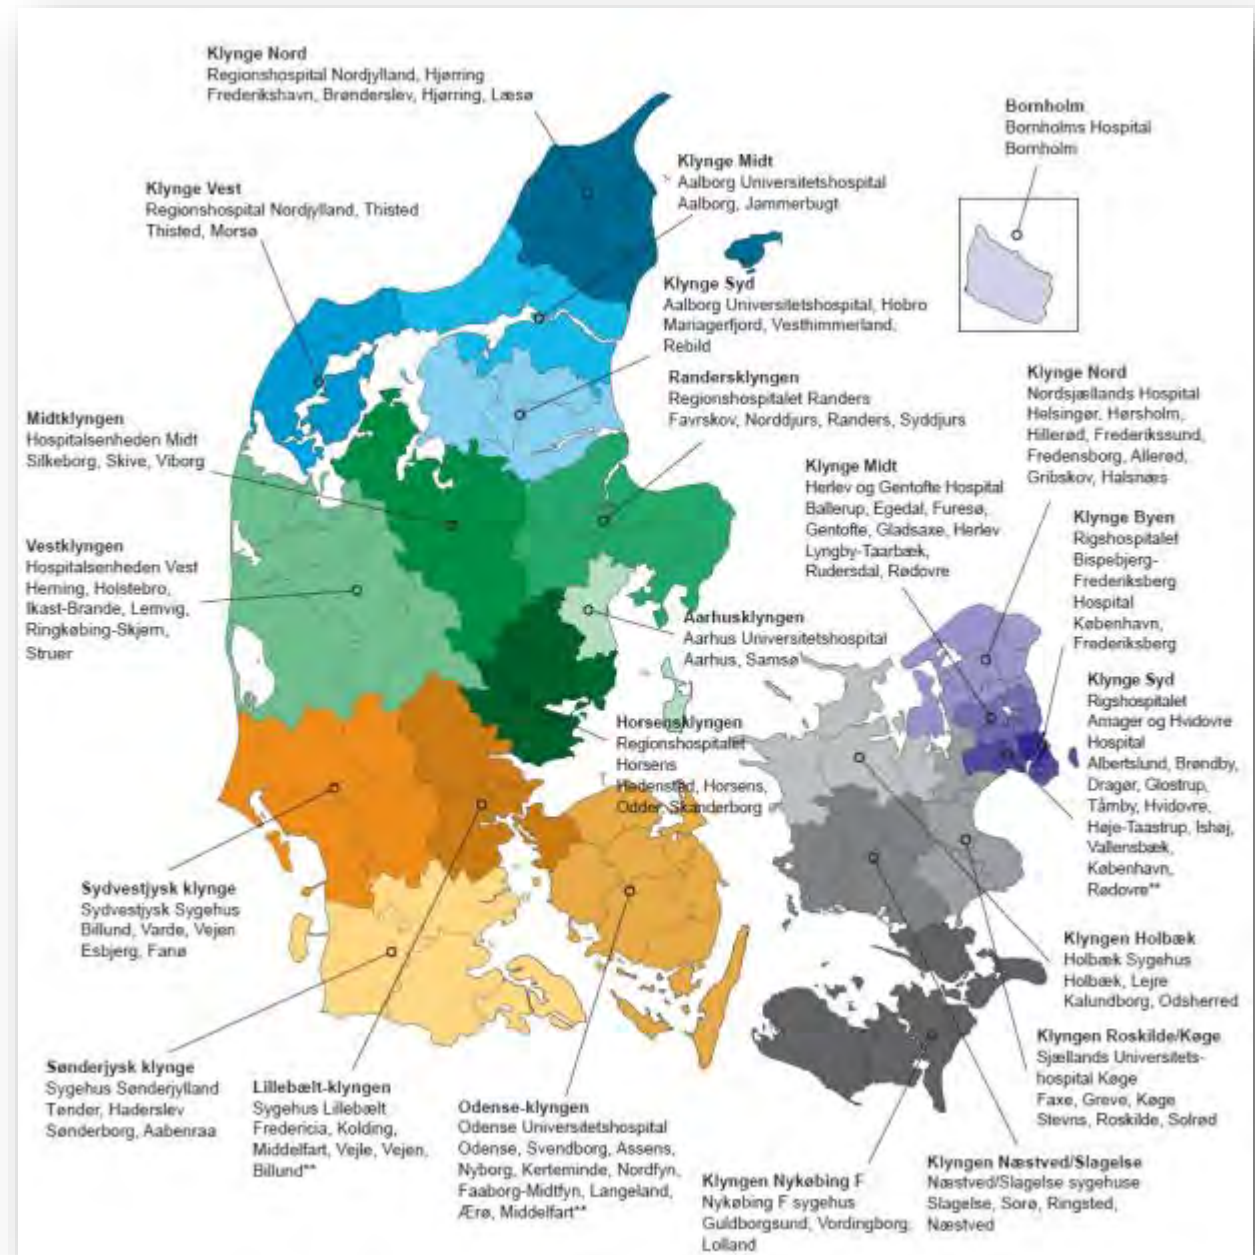 Klynge Nord
Regionshospital Nordjylland, Hjørring
Frederikshavn, Brønderslev, Hjørring, Læsø
Bornholm
Bornholms Hospital
Bornholm
Klynge Midt
Aalborg Universitetshospital
Aalborg, Jammerbugt
Klynge Vest
Regionshospital Nordjylland, Thisted
Thisted, Morsø
Klynge Syd
Aalborg Universitetshospital, Hobro
Mariagerfjord, Vesthimmerland,
Rebild
Randersklyngen
Regionshospitalet Randers
Favrskov, Norddjurs, Randers, Syddjurs
Klynge Nord
Nordsjællands Hospital
Helsingør, Hørsholm,
Hillerød, Frederikssund,
Fredensborg, Allerød,
Gribskov, Halsnæs
Midtklyngen
Hospitalsenheden Midt
Silkeborg, Skive, Viborg
Klynge Midt
Herlev og Gentofte Hospital
Ballerup, Egedal, Furesø,
Gentofte, Gladsaxe, Herlev
Lyngby-Taarbæk,
Rudersdal, Rødovre
Klynge Byen
Rigshospitalet
Bispebjerg-
Frederiksberg
Hospital
København,
Frederiksberg
Vestklyngen
Hospitalsenheden Vest
Herning, Holstebro,
Ikast-Brande, Lemvig,
Ringkøbing-Skjern,
Struer
Aarhusklyngen
Aarhus Universitetshospital
Aarhus, Samsø
Klynge Syd
Rigshospitalet
Amager og Hvidovre
Hospital
Albertslund, Brøndby,
Dragør, Glostrup,
Tårnby, Hvidovre,
Høje-Taastrup, Ishøj,
Vallensbæk,
København,
Rødovre**
Horsensklyngen
Regionshospitalet
Horsens
Hedensted, Horsens,
Odder, Skanderborg
Sydvestjysk klynge
Sydvestjysk Sygehus
Billund, Varde, Vejen
Esbjerg, Fanø
Klyngen Holbæk
Holbæk Sygehus
Holbæk, Lejre
Kalundborg, Odsherred
Klyngen Roskilde/Køge
Sjællands Universitets-
hospital Køge
Faxe, Greve, Køge
Stevns, Roskilde, Solrød
Sønderjysk klynge
Sygehus Sønderjylland
Tønder, Haderslev
Sønderborg, Aabenraa
Lillebælt-klyngen
Sygehus Lillebælt
Fredericia, Kolding,
Middelfart, Vejle, Vejen,
Billund**
Odense-klyngen
Odense Universitetshospital
Odense, Svendborg, Assens,
Nyborg, Kerteminde, Nordfyn,
Faaborg-Midtfyn, Langeland,
Ærø, Middelfart**
Klyngen Nykøbing F
Nykøbing F sygehus
Guldborgsund, Vordingborg,
Lolland
Klyngen Næstved/Slagelse
Næstved/Slagelse sygehuse
Slagelse, Sorø, Ringsted,
Næstved